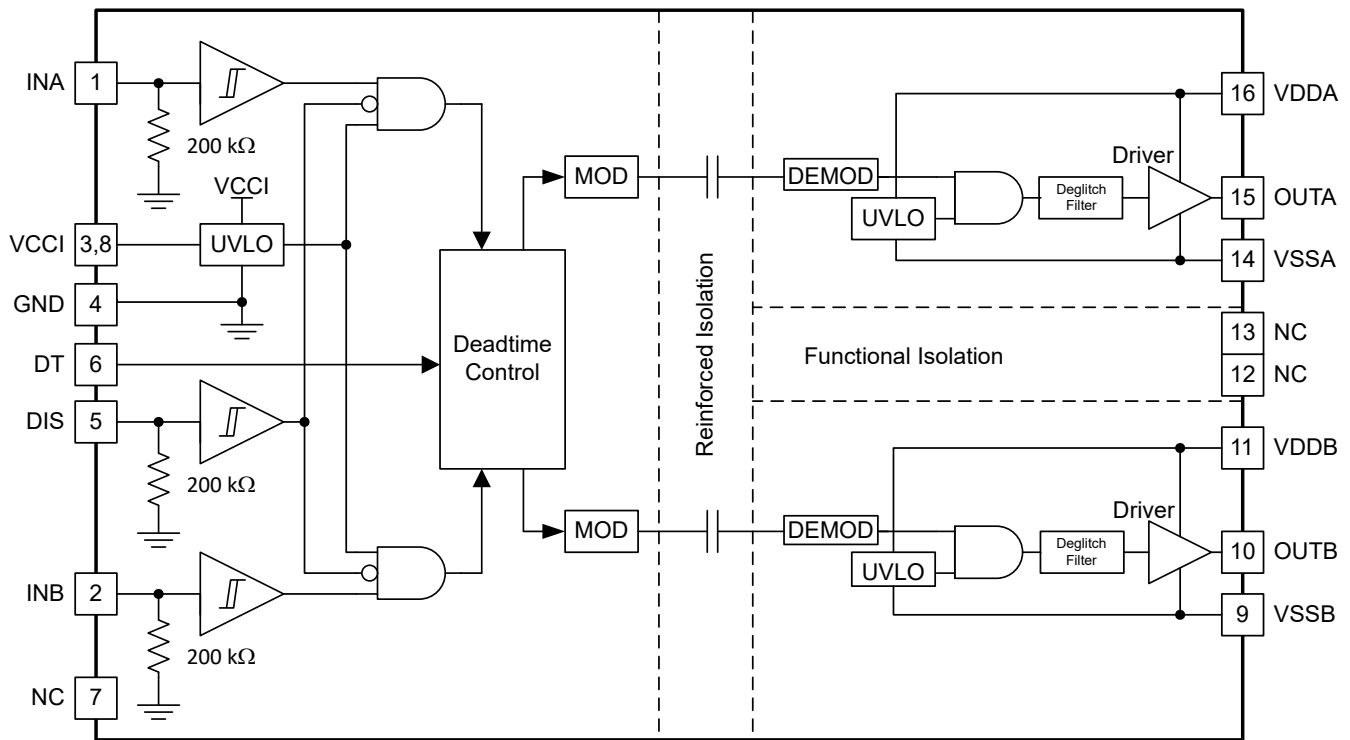 INA
1
200 kΩ
VCCI
VCCI
3,8
UVLO
GND
4
DT
6
DIS
5
200 kΩ
INB
2
200 kΩ
NC
7
Deadtime
Control
MOD
MOD
Reinforced Isolation
DEMOD
UVLO
Deglitch
Filter
Driver
16
VDDA
15
OUTA
14
VSSA
Functional Isolation
13
NC
12
NC
DEMOD
UVLO
Deglitch
Filter
Driver
11
VDDB
10
OUTB
9
VSSB